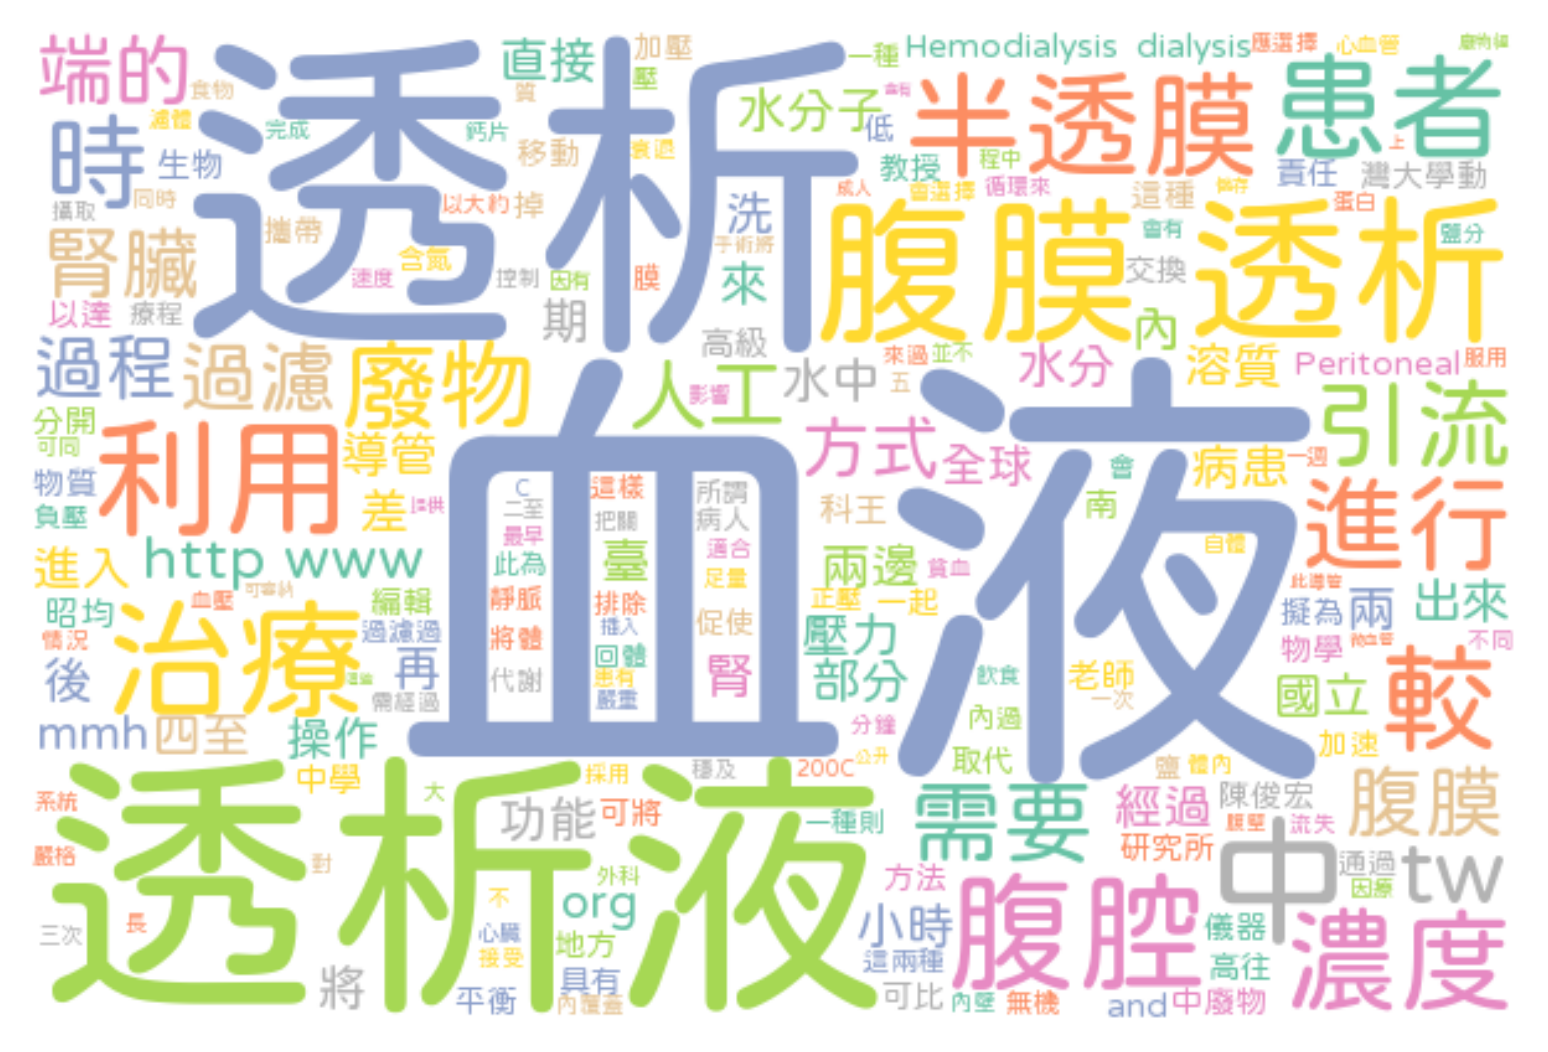 端的
透析
直接
加壓
壓
一種
Hemodialysis dialysis
應選擇
心血管
食物
質
水分子
低
半透膜
患者
濾體
完成
鈣片
移動
衰退
時
生物
同時
攝取
教授
程中
循環來
會選擇
成人
這種
責任
上
灣大學動
蛋白
以大約
掉
洗
手術將
腎臟
攜帶
含氮
速度
控制
因有
膜
來
腹膜透析
會有
鹽分
交換
以達
療程
期
高級
內
過程
過濾
廢物
人工
影響
水中
來過
並不
五
水分
溶質
Peritoneal
服用
分開
可同
利用
導管
引流
方式
全球
會
病患
一週
物質
負壓
差
提供
C
二至
最早
此為
靜脈
將體
代謝
這樣
把關
臺
排除
插入
回體
患有
嚴重
所謂
病人
適合
足量
促使
腎
血液
科王
南
進行
進入
http www
兩邊
貧血
自體
昭均
血壓
可容納
編輯
正壓
一起
此導管
擬為
兩
出來
情況
治療
過濾過
壓力
物學
不同
後
再
需經過
部分
飲食
老師
一次
國立
較
mmh
四至
操作
分鐘
內過
加速
中學
採用
穩及
200C
公升
取代
鹽
體內
系統
透析液
大
功能
可將
一種則
需要
經過
陳俊宏
腹壁
流失
腹膜
嚴格
對
研究所
中
通過
因療
tw
外科
方法
不
org
腹腔
小時
儀器
濃度
三次
長
心臟
接受
地方
這兩種
高往
將
平衡
具有
內覆蓋
可比
內壁
無機
and
中廢物